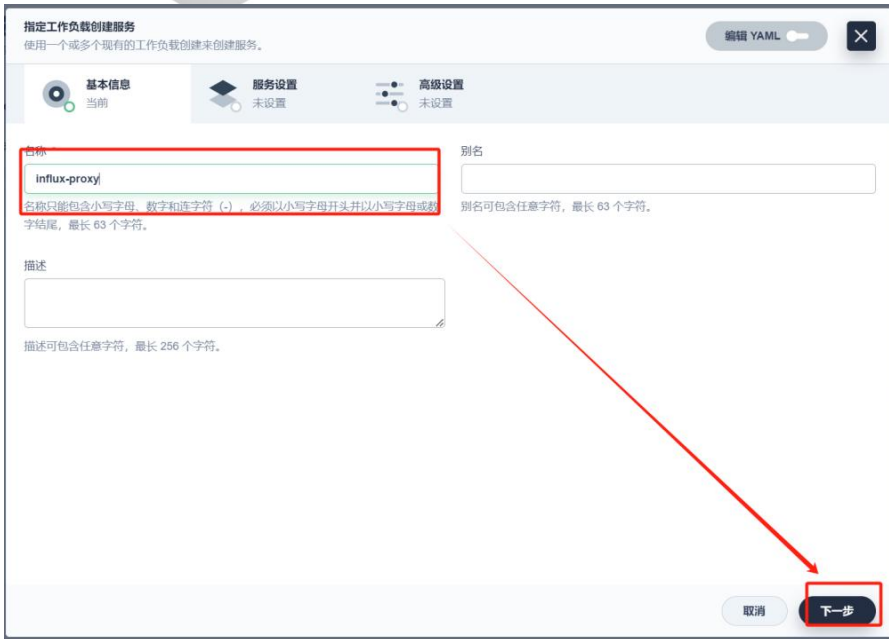 指定工作负载创建服务
使用一个或多个现有的工作负载创建来创建服务。
编辑 YAML
基本信息
当前
服务设置
未设置
高级设置
未设置
名称
influx-proxy
名称只能包含小写字母、数字和连字符（-），必须以小写字母开头并以小写字母或数
字结尾，最长 63 个字符。
别名
别名可包含任意字符，最长 63 个字符。
描述
描述可包含任意字符，最长 256 个字符。
取消
下一步